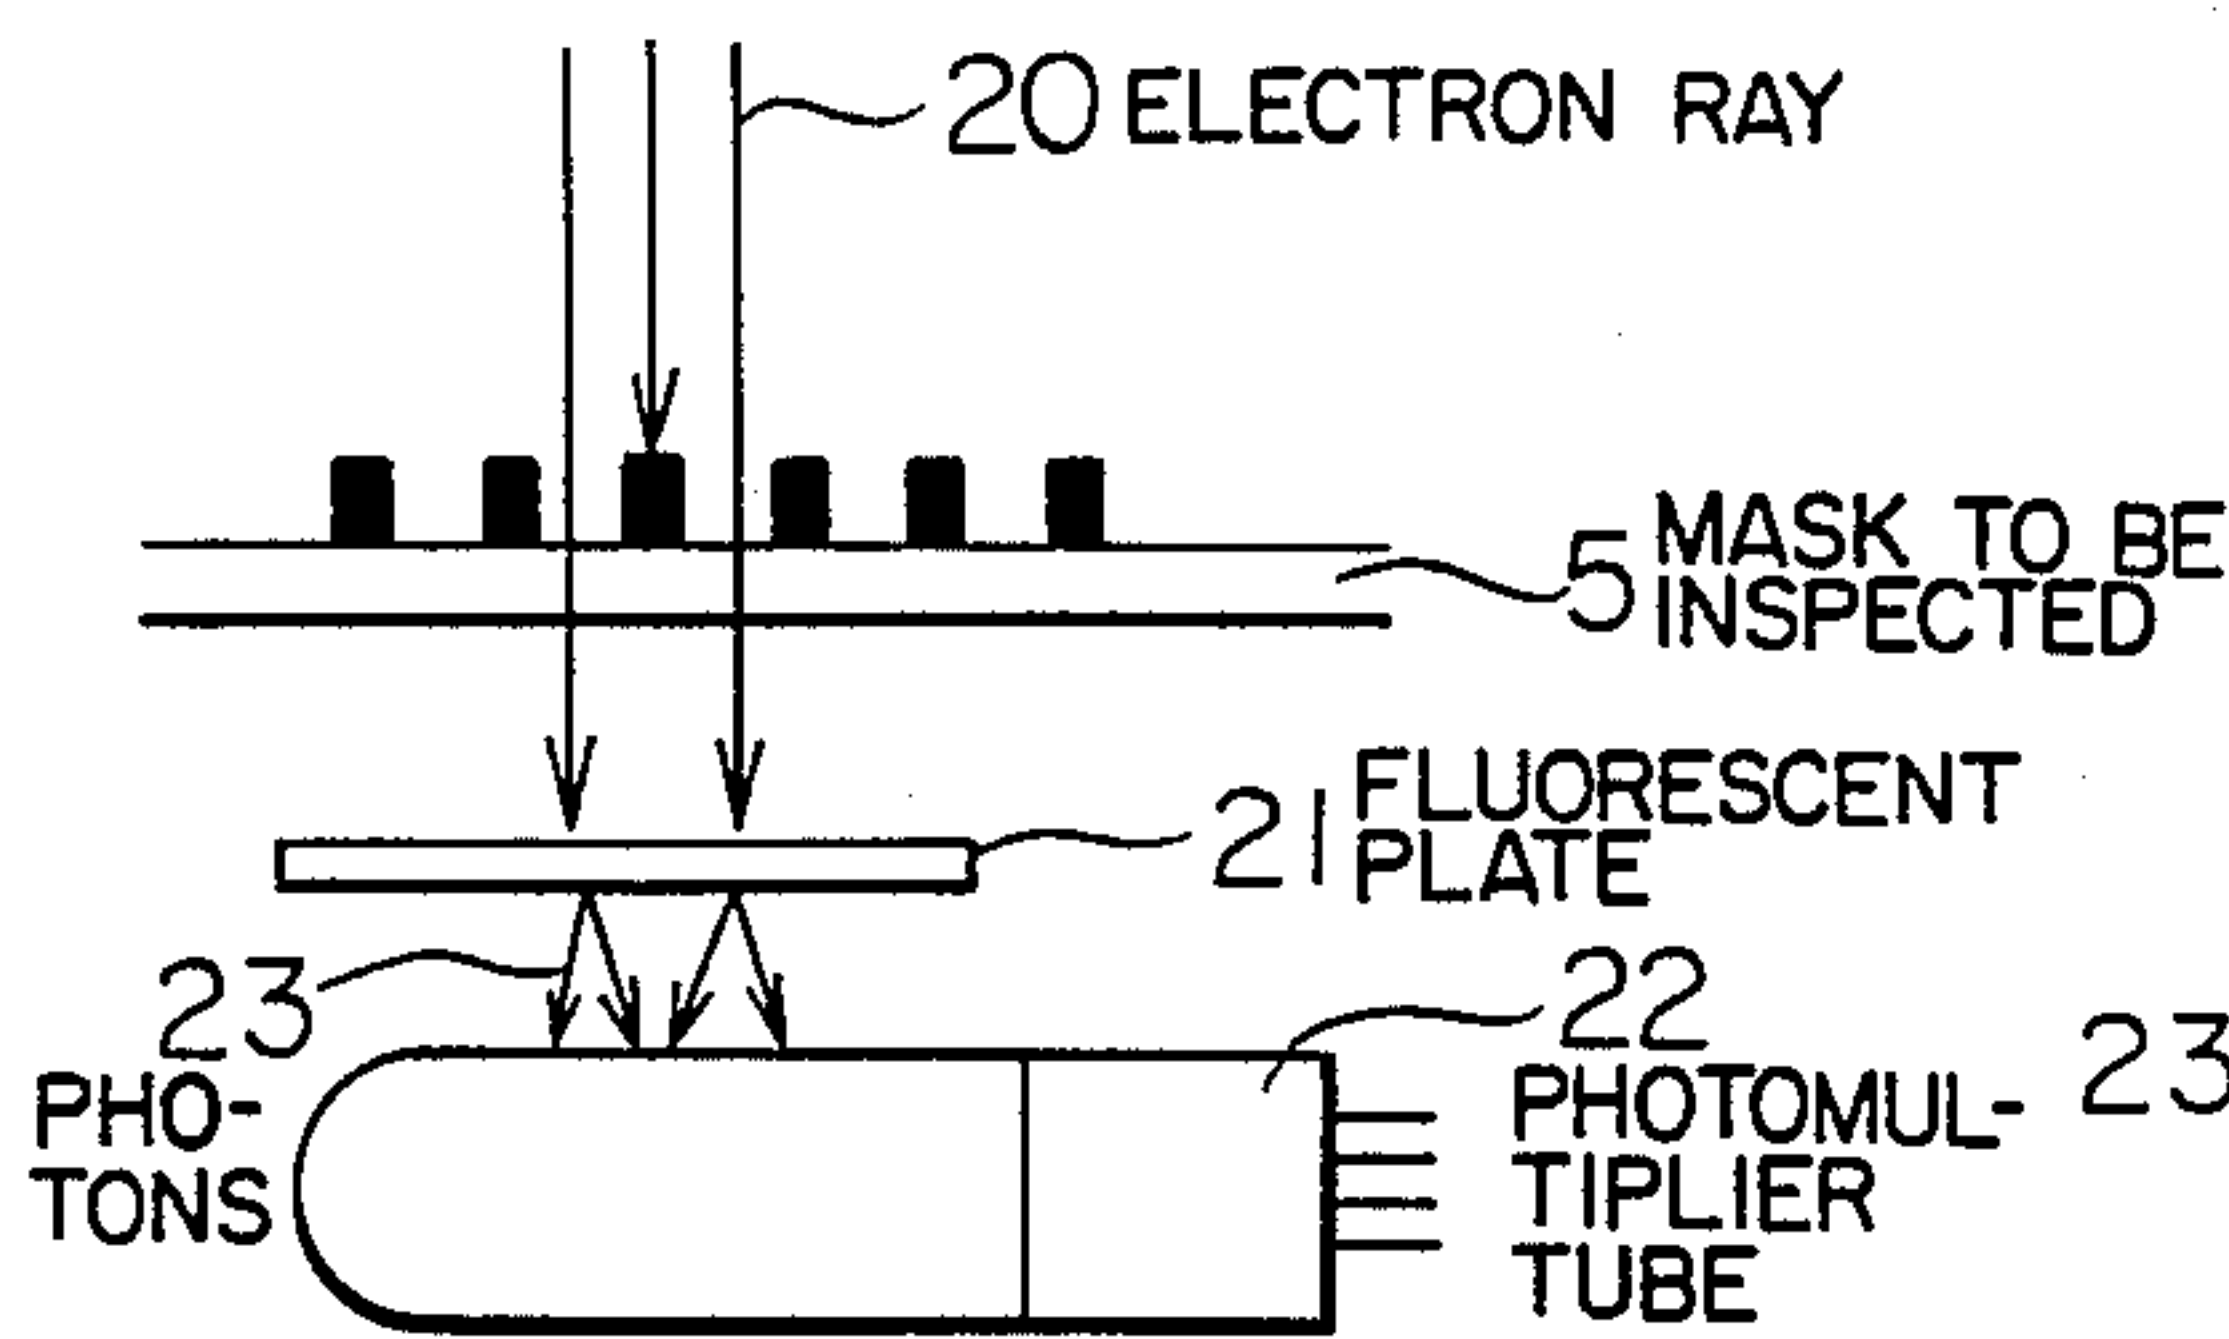 20 ELECTRON RAY
5 MASK TO BE
INSPECTED
21 FLUORESCENT
PLATE
23
PHO-
TONS
22
PHOTOMUL-
TIPLIER
TUBE
23